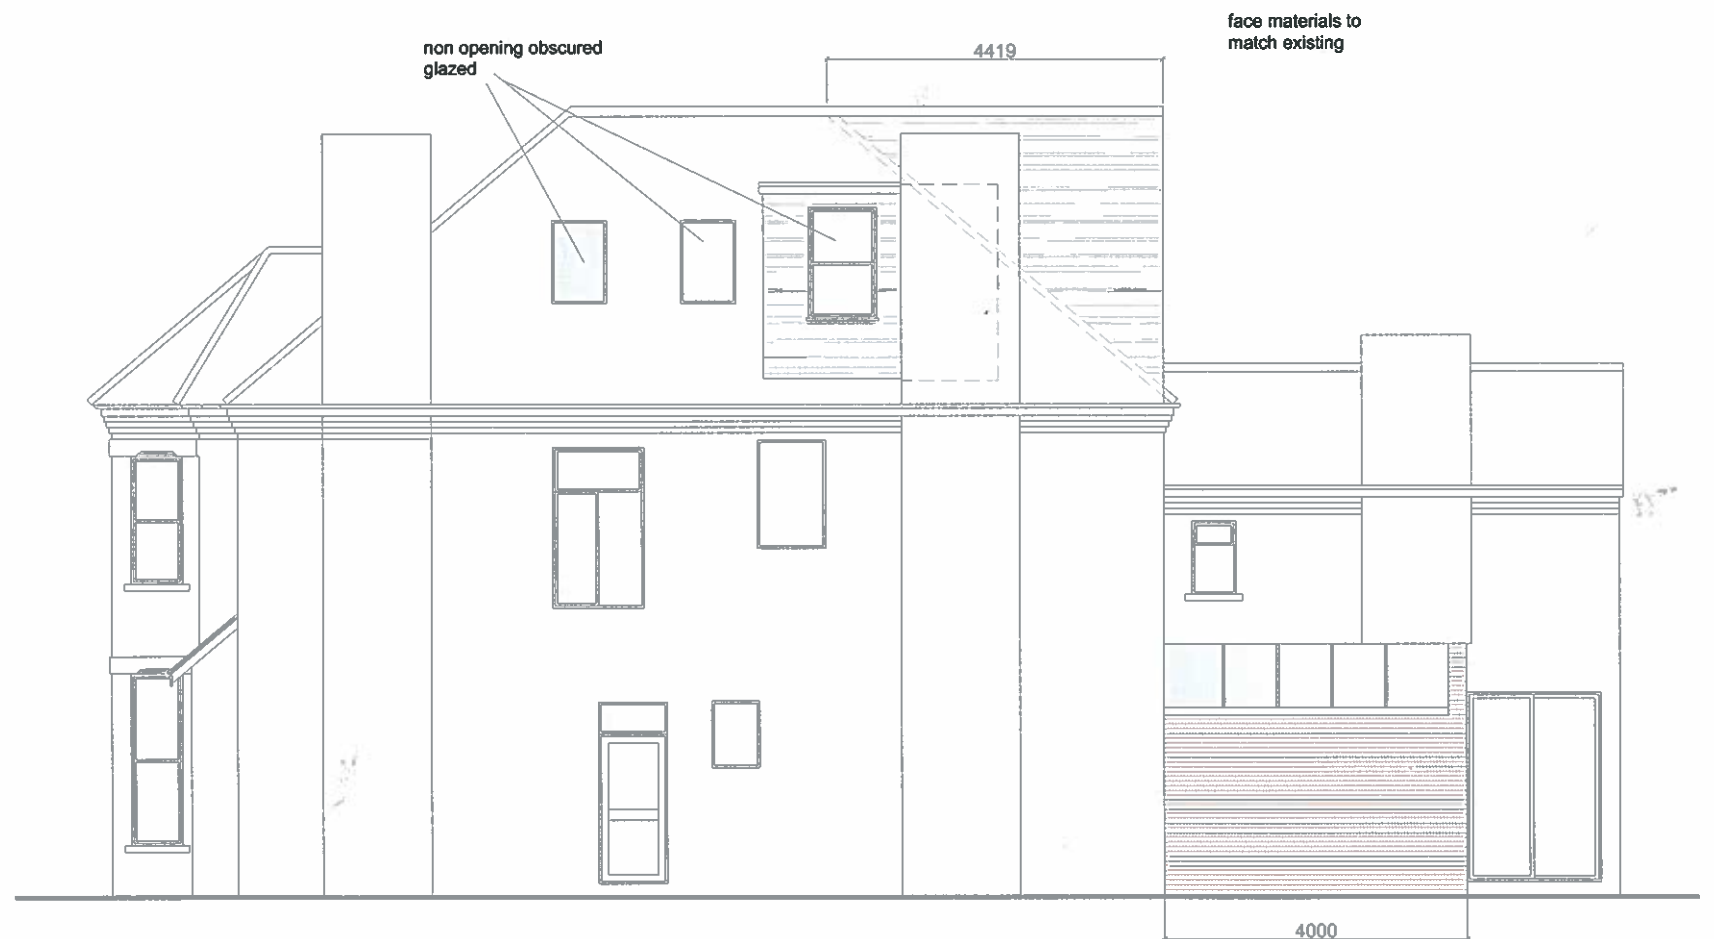 face materials to
match existing
non opening obscured
glazed
4419
4000